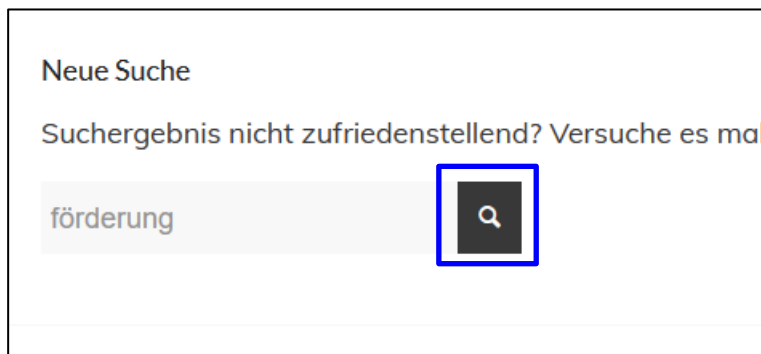 Neue Suche
Suchergebnis nicht zufriedenstellend? Versuche es mal
förderung